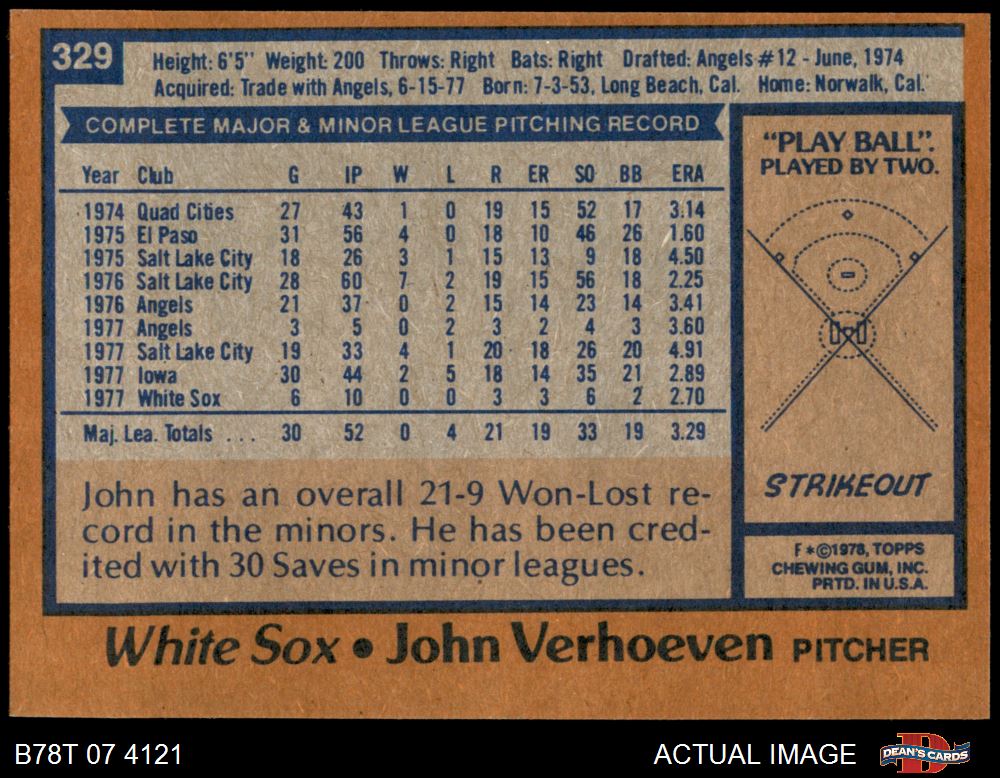 329
Height: 6'5" Weight: 200 Throws: Right Bats: Right Drafted: Angels #12 - June, 1974
Acquired: Trade with Angels, 6-15-77 Born: 7-3-53, Long Beach, Cal. Home: Norwalk, Cal.
COMPLETE MAJOR & MINOR LEAGUE PITCHING RECORD
Year Club G IP W L R ER SO BB ERA
1974 Quad Cities 27 43 1 0 19 15 52 17 3.14
1975 El Paso 31 56 4 0 18 10 46 26 1.60
1975 Salt Lake City 18 26 3 1 15 13 9 18 4.50
1976 Salt Lake City 28 60 7 2 19 15 56 18 2.25
1976 Angels 21 37 0 2 15 14 23 14 3.41
1977 Angels 3 5 0 2 3 2 4 3 3.60
1977 Salt Lake City 19 33 4 1 20 18 26 20 4.91
1977 Iowa 30 44 2 5 18 14 35 21 2.89
1977 White Sox 6 10 0 0 3 3 6 2 2.70
Maj. Lea. Totals ... 30 52 0 4 21 19 33 19 3.29
John has an overall 21-9 Won-Lost re-
cord in the minors. He has been cred-
ited with 30 Saves in minor leagues.
"PLAY BALL".
PLAYED BY TWO.
STRIKEOUT
F*©1978, TOPPS
CHEWING GUM, INC.
PRTD. IN U.S.A.
White Sox • John Verhoeven PITCHER
B78T 07 4121
ACTUAL IMAGE
DEAN'S CARDS